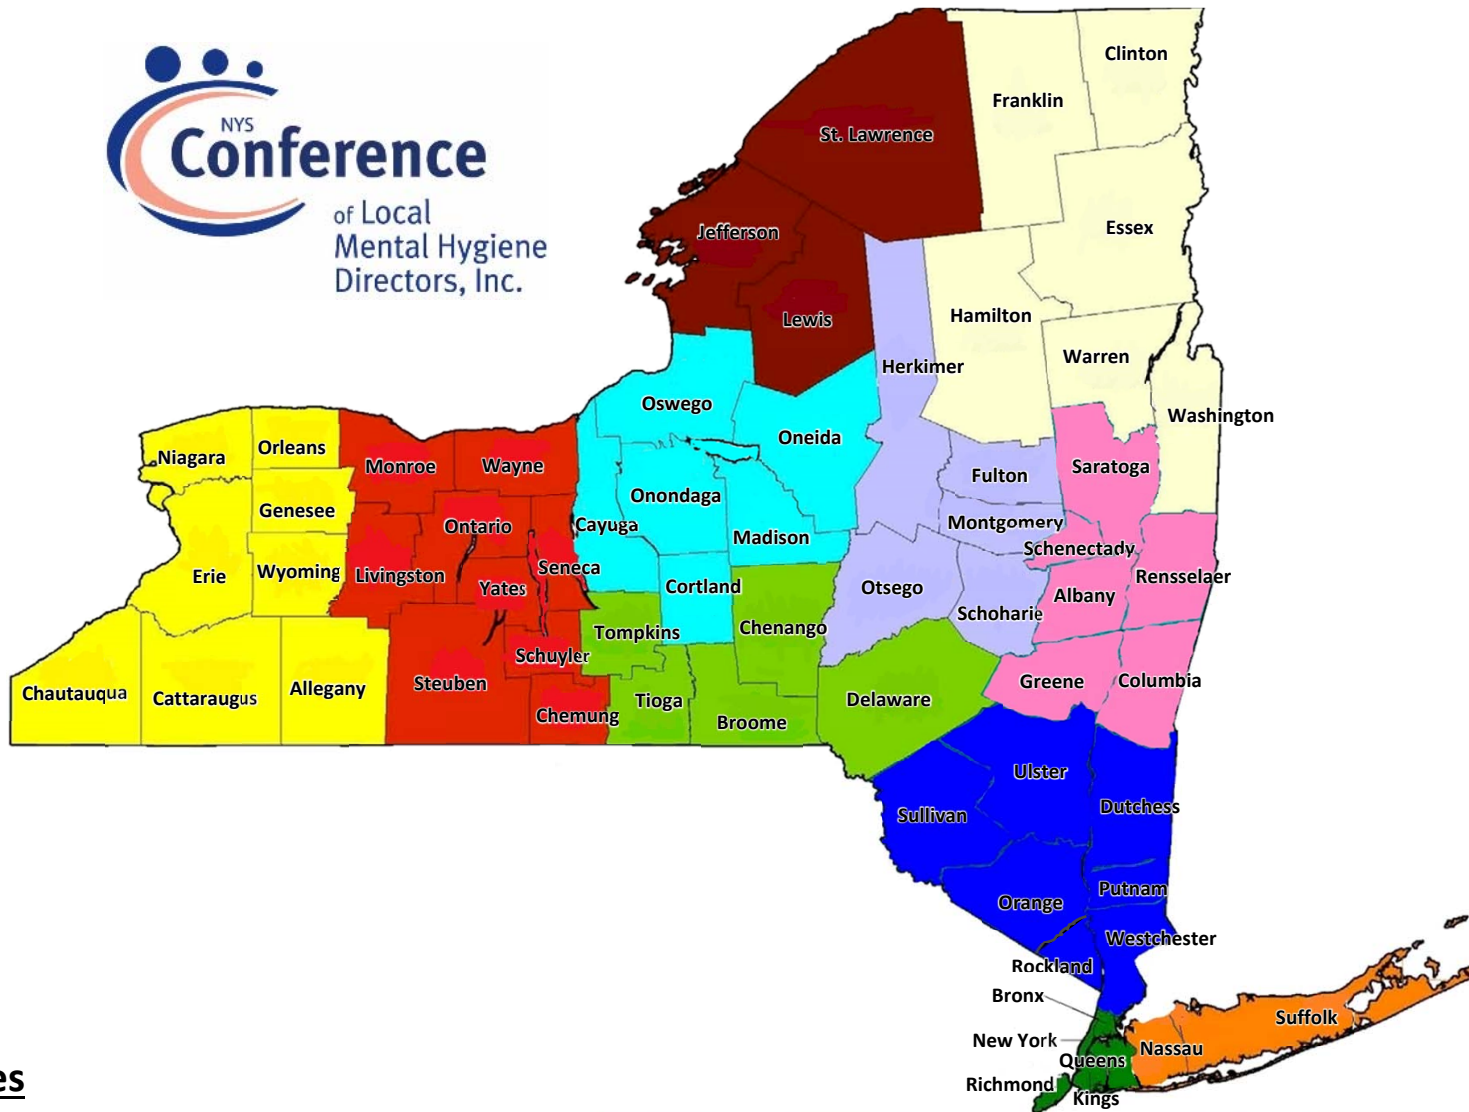 NYS
Conference
of Local
Mental Hygiene
Directors, Inc.
Clinton
Franklin
St. Lawrence
Essex
Jefferson
Hamilton
Lewis
Warren
Herkimer
Oswego
Washington
Oneida
Orleans
Niagara
Monroe
Wayne
Saratoga
Fulton
Onondaga
Genesee
Ontario
Cayuga
Montgomery
Madison
Schenectady
Erie
Wyoming
Livingston
Seneca
Rensselaer
Yates
Cortland
Otsego
Albany
Schoharie
Chenango
Tompkins
Schuyler
Steuben
Greene
Columbia
Allegany
Chautauqua
Cattaraugus
Tioga
Delaware
Chemung
Broome
Ulster
Dutchess
Sullivan
Putnam
Orange
Westchester
Rockland
Bronx
Suffolk
New York
Nassau
Queens
Richmond
Kings
es